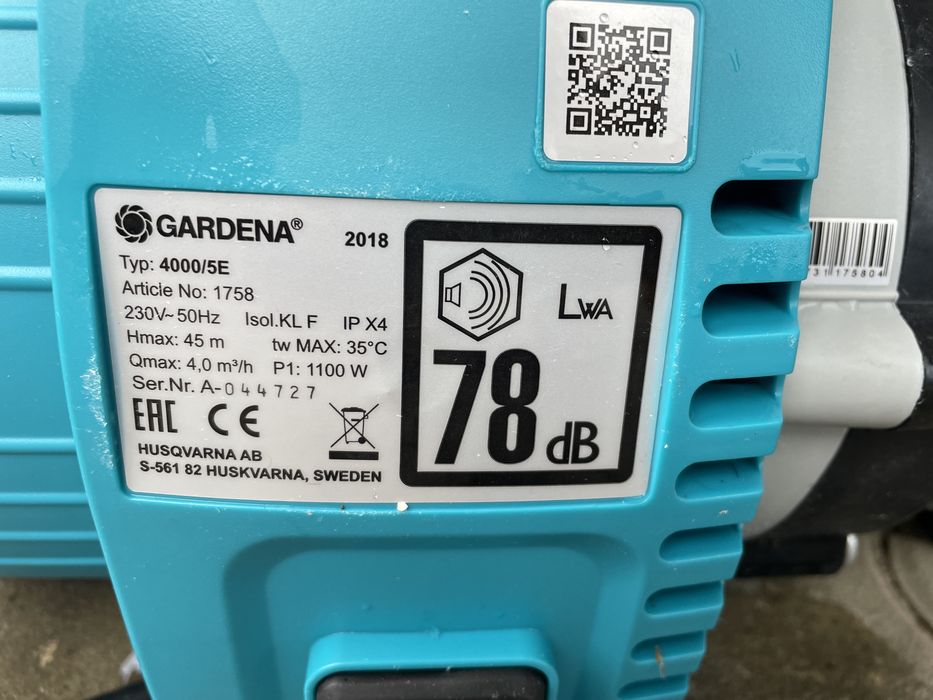 GARDENA®
2018
Typ: 4000/5E
Article No: 1758
230V~ 50Hz Isol.KL F IP X4
Hmax: 45 m tw MAX: 35°C
Qmax: 4,0 m³/h P1: 1100 W
Ser.Nr. A-044727
EAC CE
HUSQVARNA AB
S-561 82 HUSKVARNA, SWEDEN
LWA
78 dB
31 175804